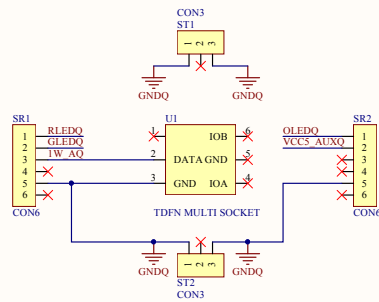 CON3
ST1
1 2 3
GNDQ GNDQ
SR1 U1 SR2
1 RLEDQ 1 IOB 6 OLEDQ 1
2 GLEDQ VCC5_AUXQ 2
3 1W_AQ 2 DATA GND 5 3
4 4
5 3 GND IOA 4 5
6 6
CON6 TDFN MULTI SOCKET CON6
1 2 3
GNDQ GNDQ
ST2
CON3